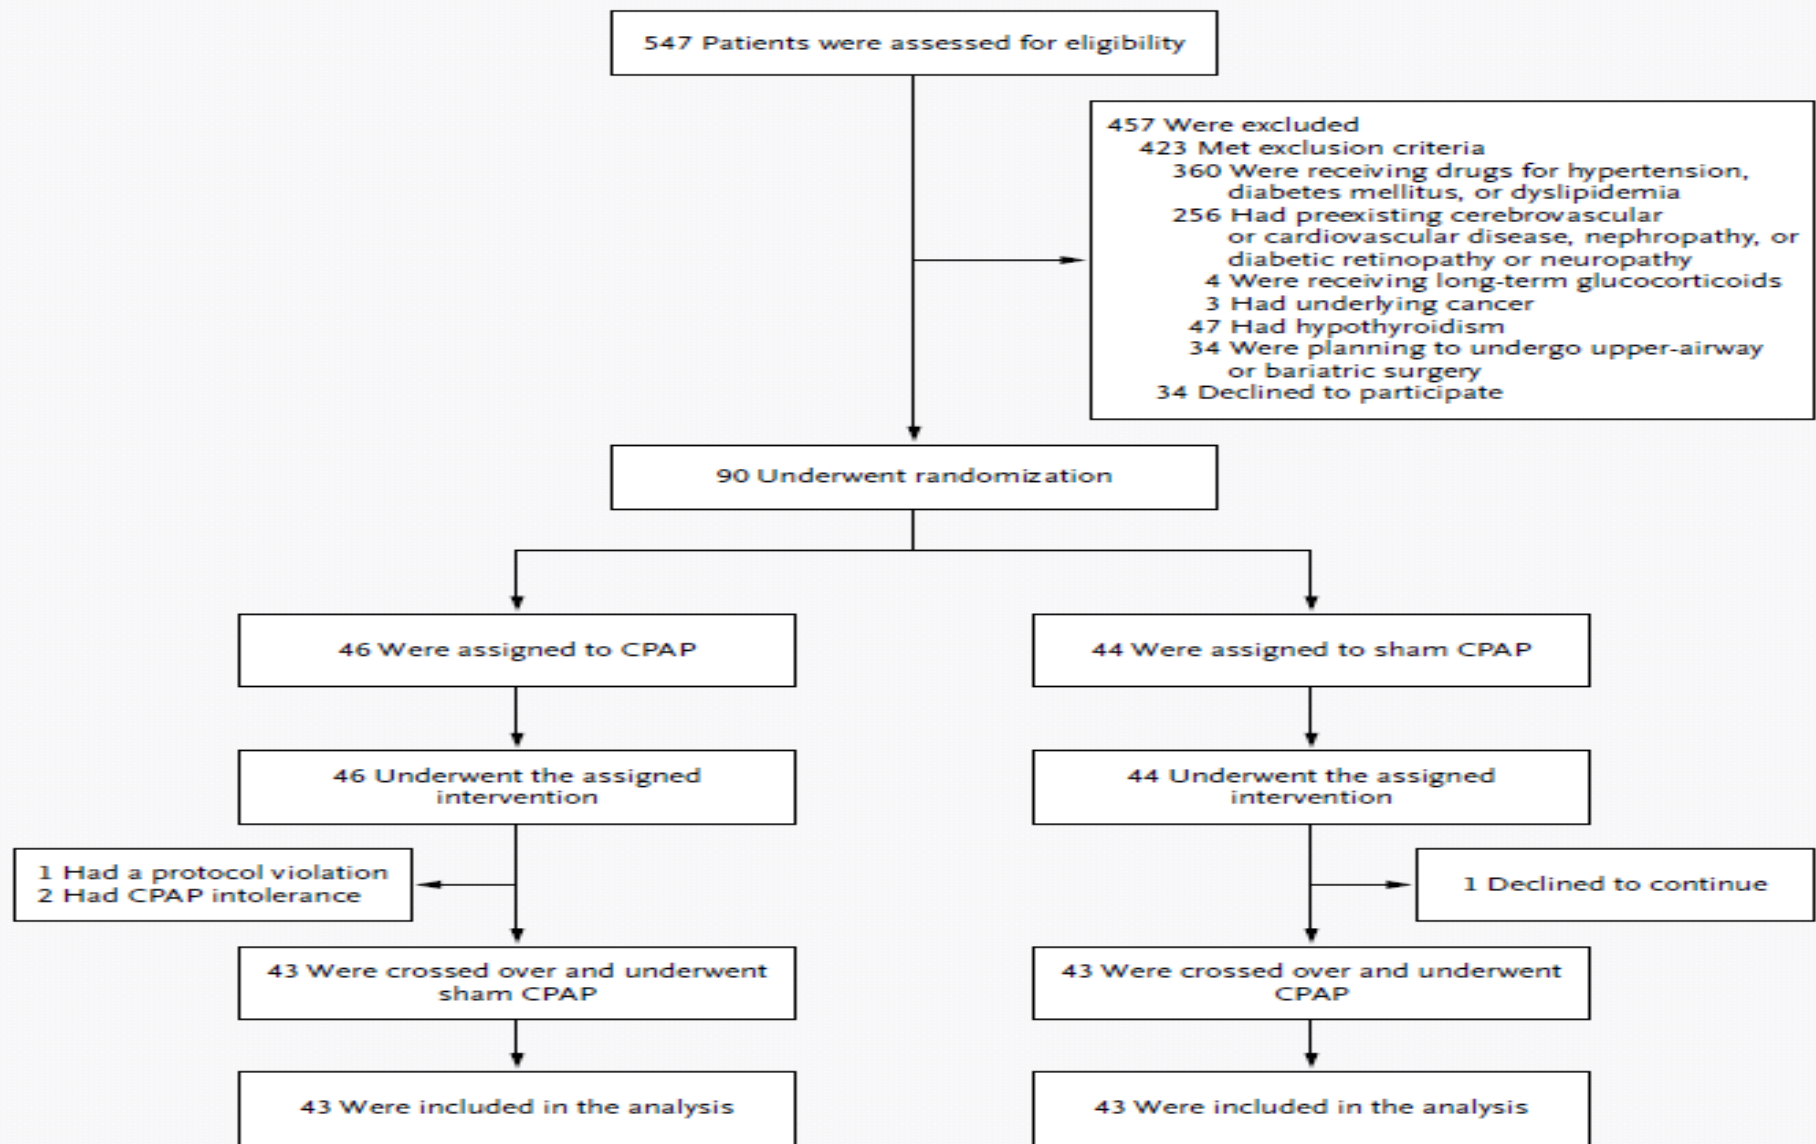 547 Patients were assessed for eligibility
457 Were excluded
423 Met exclusion criteria
360 Were receiving drugs for hypertension,
diabetes mellitus, or dyslipidemia
256 Had preexisting cerebrovascular
or cardiovascular disease, nephropathy, or
diabetic retinopathy or neuropathy
4 Were receiving long-term glucocorticoids
3 Had underlying cancer
47 Had hypothyroidism
34 Were planning to undergo upper-airway
or bariatric surgery
34 Declined to participate
90 Underwent randomization
46 Were assigned to CPAP
44 Were assigned to sham CPAP
46 Underwent the assigned
intervention
44 Underwent the assigned
intervention
1 Had a protocol violation
2 Had CPAP intolerance
1 Declined to continue
43 Were crossed over and underwent
sham CPAP
43 Were crossed over and underwent
CPAP
43 Were included in the analysis
43 Were included in the analysis